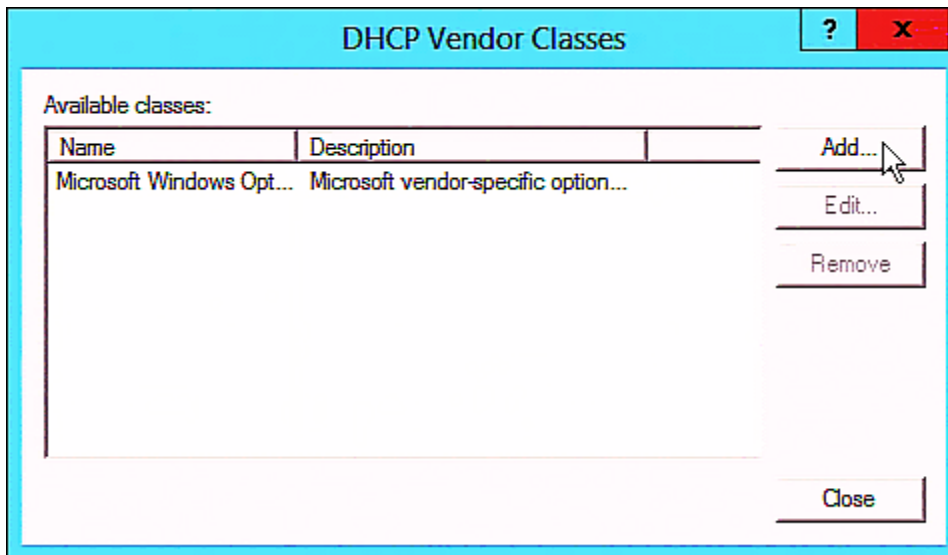 DHCP Vendor Classes
?
x
Available classes:
Name Description
Microsoft Windows Opt... Microsoft vendor-specific option...
Add...
Edit...
Remove
Close